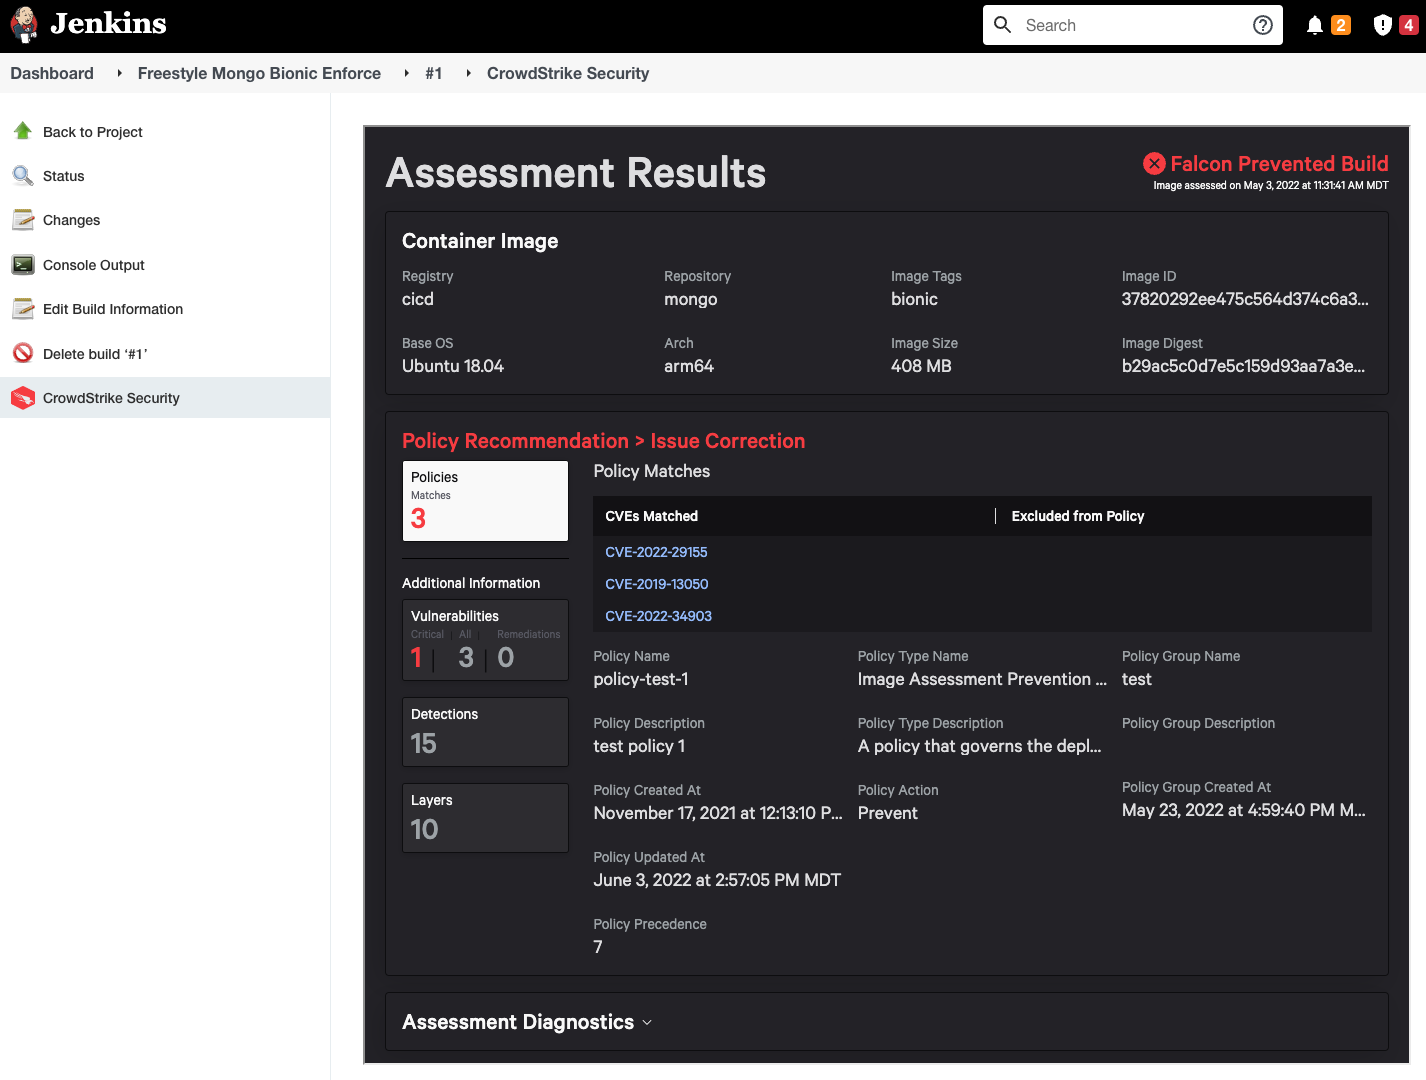 Jenkins
Search
2
4
Dashboard
Freestyle Mongo Bionic Enforce
#1
CrowdStrike Security
Back to Project
Status
Changes
Console Output
Edit Build Information
Delete build ‘#1’
CrowdStrike Security
Assessment Results
Falcon Prevented Build
Image assessed on May 3, 2022 at 11:31:41 AM MDT
Container Image
Registry
cicd
Repository
mongo
Image Tags
bionic
Image ID
37820292ee475c564d374c6a3...
Base OS
Ubuntu 18.04
Arch
arm64
Image Size
408 MB
Image Digest
b29ac5c0d7e5c159d93aa7a3e...
Policy Recommendation > Issue Correction
Policies
Matches
3
Additional Information
Vulnerabilities
Critical | All | Remediations
1 | 3 | 0
Detections
15
Layers
10
Policy Matches
CVEs Matched | Excluded from Policy
CVE-2022-29155
CVE-2019-13050
CVE-2022-34903
Policy Name
policy-test-1
Policy Type Name
Image Assessment Prevention ...
Policy Group Name
test
Policy Description
test policy 1
Policy Type Description
A policy that governs the depl...
Policy Group Description
Policy Created At
November 17, 2021 at 12:13:10 P...
Policy Action
Prevent
Policy Group Created At
May 23, 2022 at 4:59:40 PM M...
Policy Updated At
June 3, 2022 at 2:57:05 PM MDT
Policy Precedence
7
Assessment Diagnostics